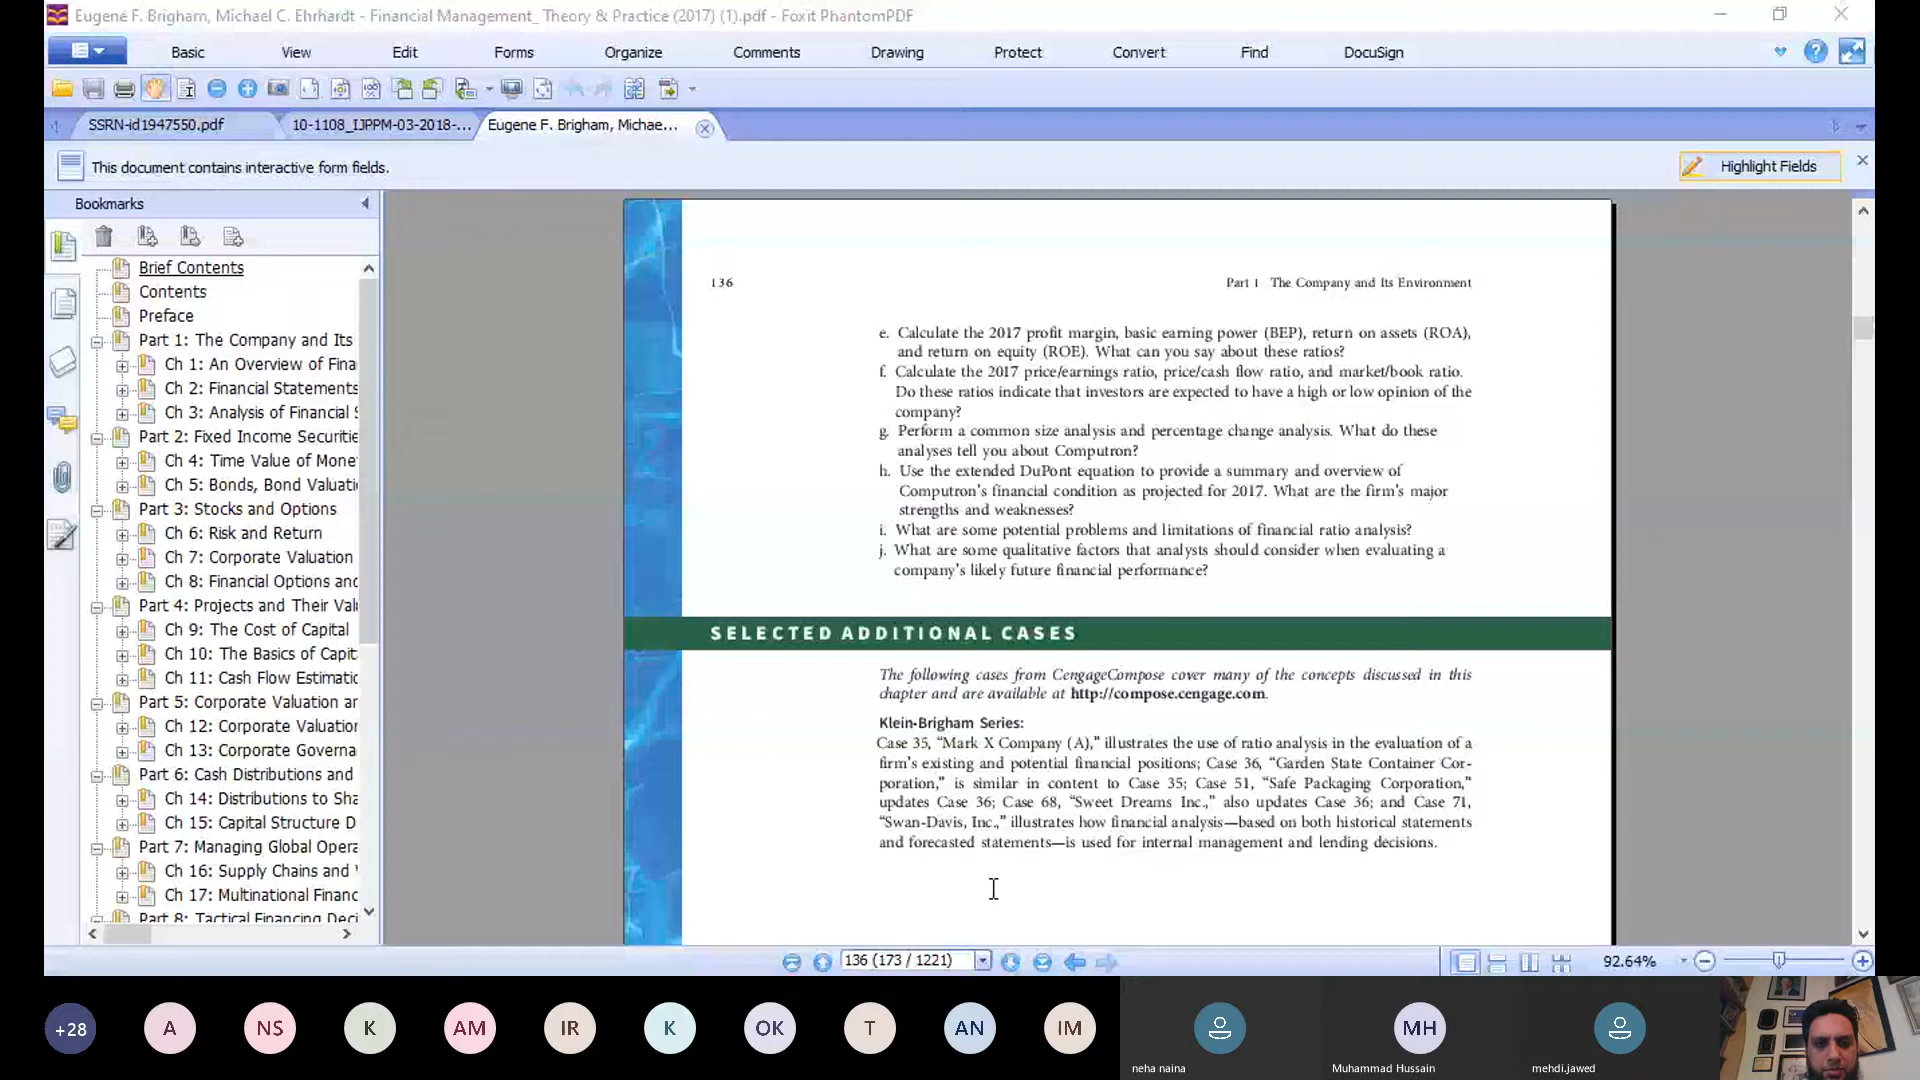 Eugene F. Brigham, Michael C. Ehrhardt - Financial Management_ Theory & Practice (2017) (1).pdf - Foxit PhantomPDF
Basic View Edit Forms Organize Comments Drawing Protect Convert Find DocuSign
SSRN-id1947550.pdf 10-1108_IJPPM-03-2018-... Eugene F. Brigham, Michae...
This document contains interactive form fields. Highlight Fields
Bookmarks
Brief Contents
Contents
Preface
Part 1: The Company and Its
Ch 1: An Overview of Fina
Ch 2: Financial Statements
Ch 3: Analysis of Financial S
Part 2: Fixed Income Securitie
Ch 4: Time Value of Mone
Ch 5: Bonds, Bond Valuati
Part 3: Stocks and Options
Ch 6: Risk and Return
Ch 7: Corporate Valuation
Ch 8: Financial Options and
Part 4: Projects and Their Val
Ch 9: The Cost of Capital
Ch 10: The Basics of Capit
Ch 11: Cash Flow Estimatic
Part 5: Corporate Valuation ar
Ch 12: Corporate Valuation
Ch 13: Corporate Governa
Part 6: Cash Distributions and
Ch 14: Distributions to Sha
Ch 15: Capital Structure D
Part 7: Managing Global Opera
Ch 16: Supply Chains and
Ch 17: Multinational Financ
Part 8: Tactical Financing Deci
136 Part 1 The Company and Its Environment
e. Calculate the 2017 profit margin, basic earning power (BEP), return on assets (ROA),
and return on equity (ROE). What can you say about these ratios?
f. Calculate the 2017 price/earnings ratio, price/cash flow ratio, and market/book ratio.
Do these ratios indicate that investors are expected to have a high or low opinion of the
company?
g. Perform a common size analysis and percentage change analysis. What do these
analyses tell you about Computron?
h. Use the extended DuPont equation to provide a summary and overview of
Computron's financial condition as projected for 2017. What are the firm's major
strengths and weaknesses?
i. What are some potential problems and limitations of financial ratio analysis?
j. What are some qualitative factors that analysts should consider when evaluating a
company's likely future financial performance?
SELECTED ADDITIONAL CASES
The following cases from CengageCompose cover many of the concepts discussed in this
chapter and are available at http://compose.cengage.com.
Klein-Brigham Series:
Case 35, “Mark X Company (A),” illustrates the use of ratio analysis in the evaluation of a
firm's existing and potential financial positions; Case 36, “Garden State Container Cor-
poration,” is similar in content to Case 35; Case 51, “Safe Packaging Corporation,”
updates Case 36; Case 68, “Sweet Dreams Inc.,” also updates Case 36; and Case 71,
“Swan-Davis, Inc.,” illustrates how financial analysis—based on both historical statements
and forecasted statements—is used for internal management and lending decisions.
136 (173 / 1221) 92.64%
+28 A NS K AM IR K OK T AN IM MH
neha naina Muhammad Hussain mehdi.jawed